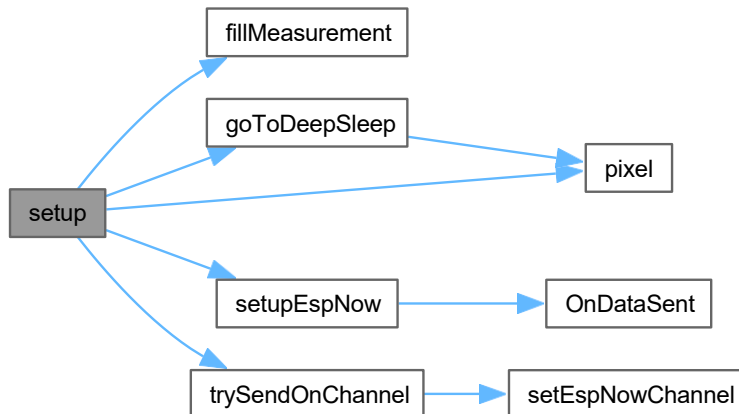 fillMeasurement
goToDeepSleep
pixel
setup
setupEspNow
OnDataSent
trySendOnChannel
setEspNowChannel